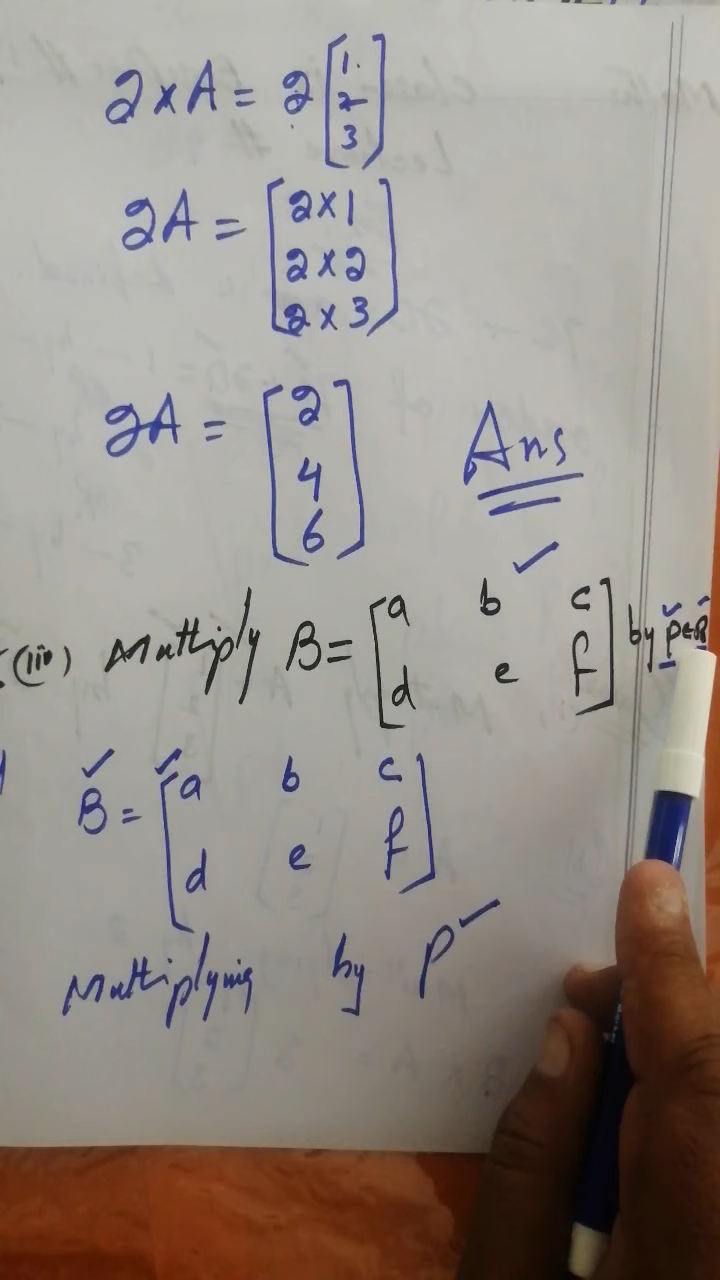 2×A = 2 [1 2 3]
2A = [2×1
2×2
2×3]
2A = [2
4
6]
Ans
(iii) Multiply B = [a b c
d e f] by p∈R
B = [a b c
d e f]
Multiplying by P